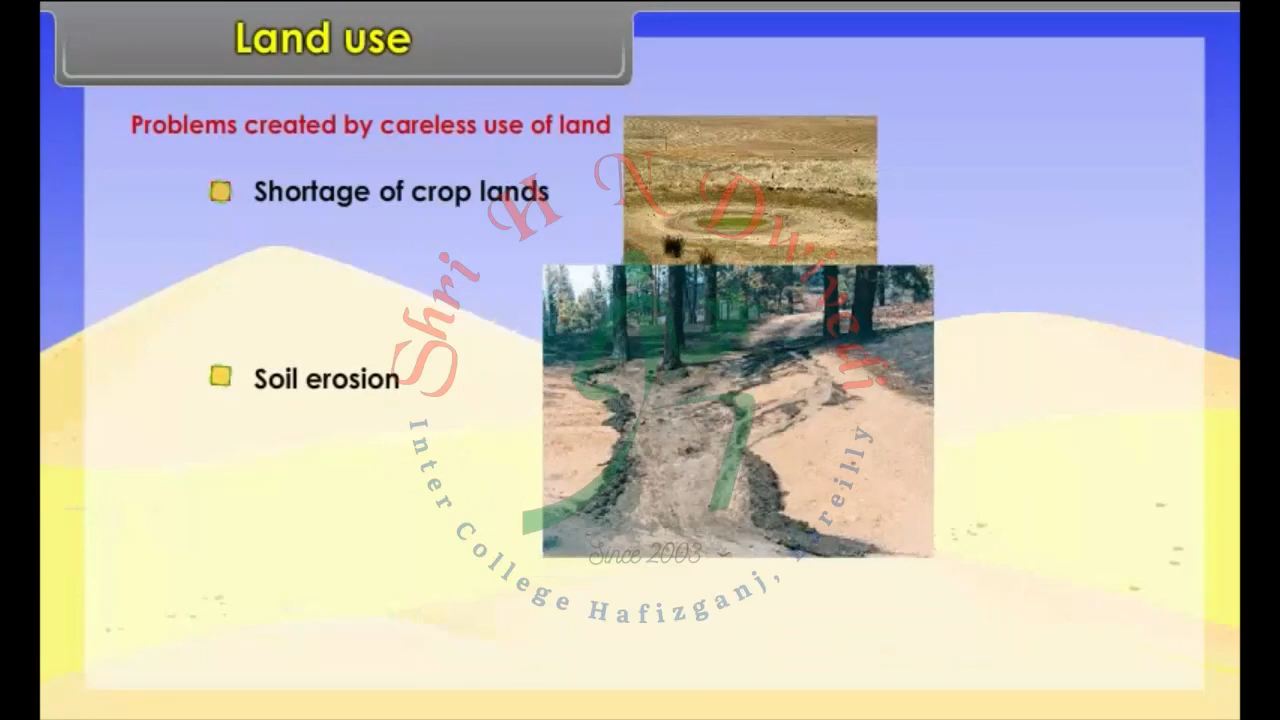 Land use
Problems created by careless use of land
Shortage of crop lands
Soil erosion
Shri H N Dwivedi
Inter College Hafizganj, Bareilly
Since 2003